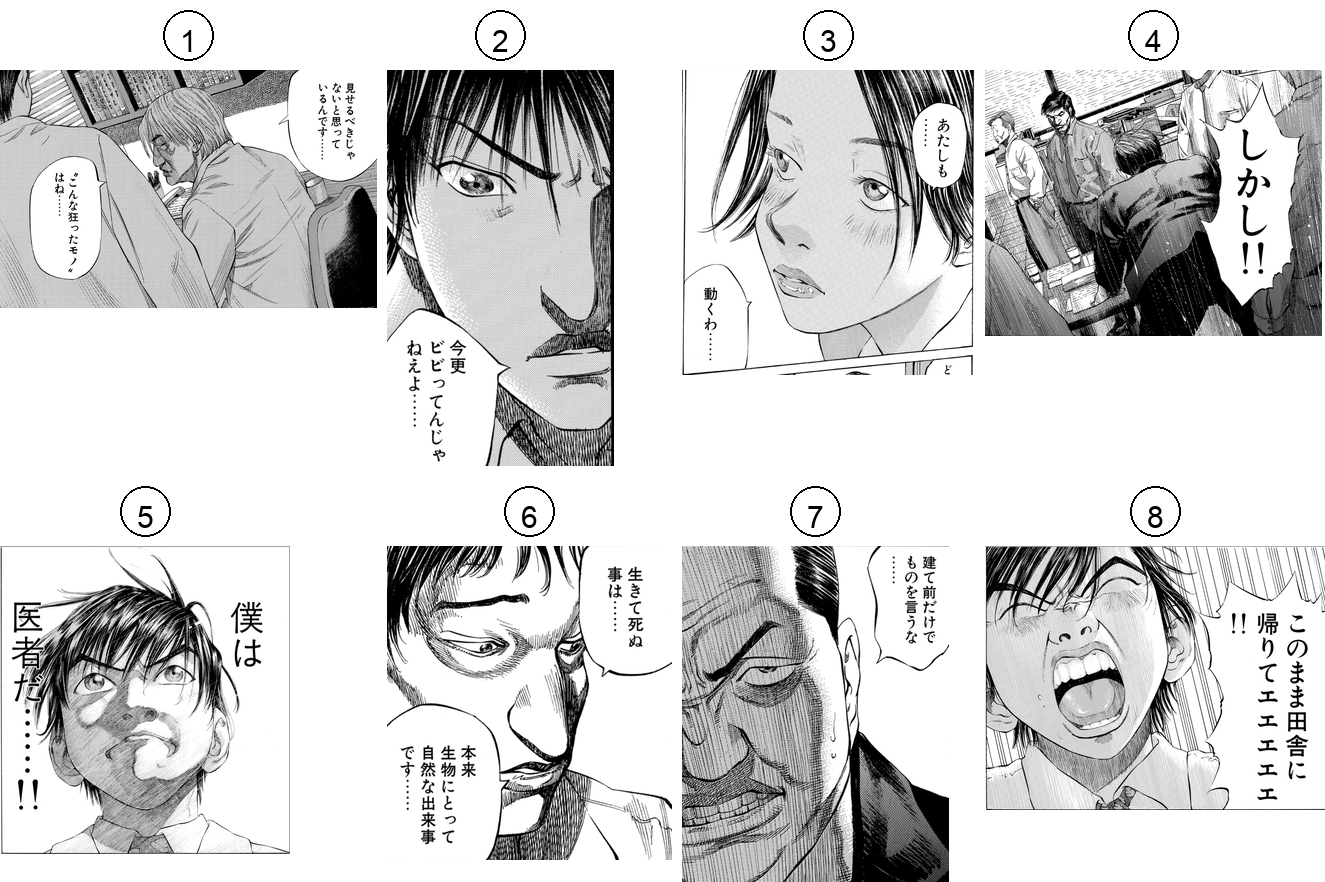 1
見せるべきじゃ
ないと思って
いるんです……
〝こんな狂ったモノ〟
はね……
2
今更
ビビってんじゃ
ねえよ……
3
あたしも
……
動くわ……
ど
4
しかし!!
5
僕は
医者だ……!!
6
生きて死ぬ
事は……
本来
生物にとって
自然な出来事
です……
7
建て前だけで
ものを言うな
……
8
このまま田舎に
帰りてエエエエエ
!!